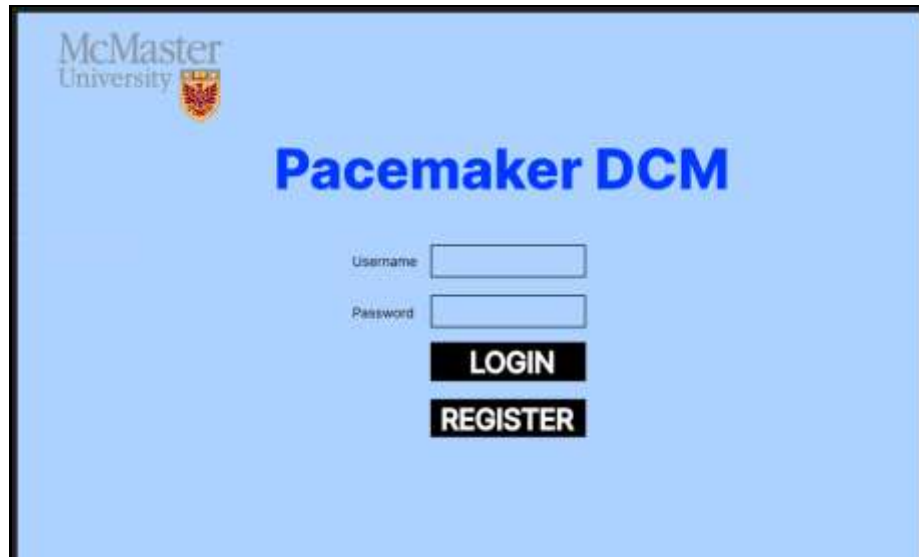 McMaster
University
Pacemaker DCM
Username
Password
LOGIN
REGISTER